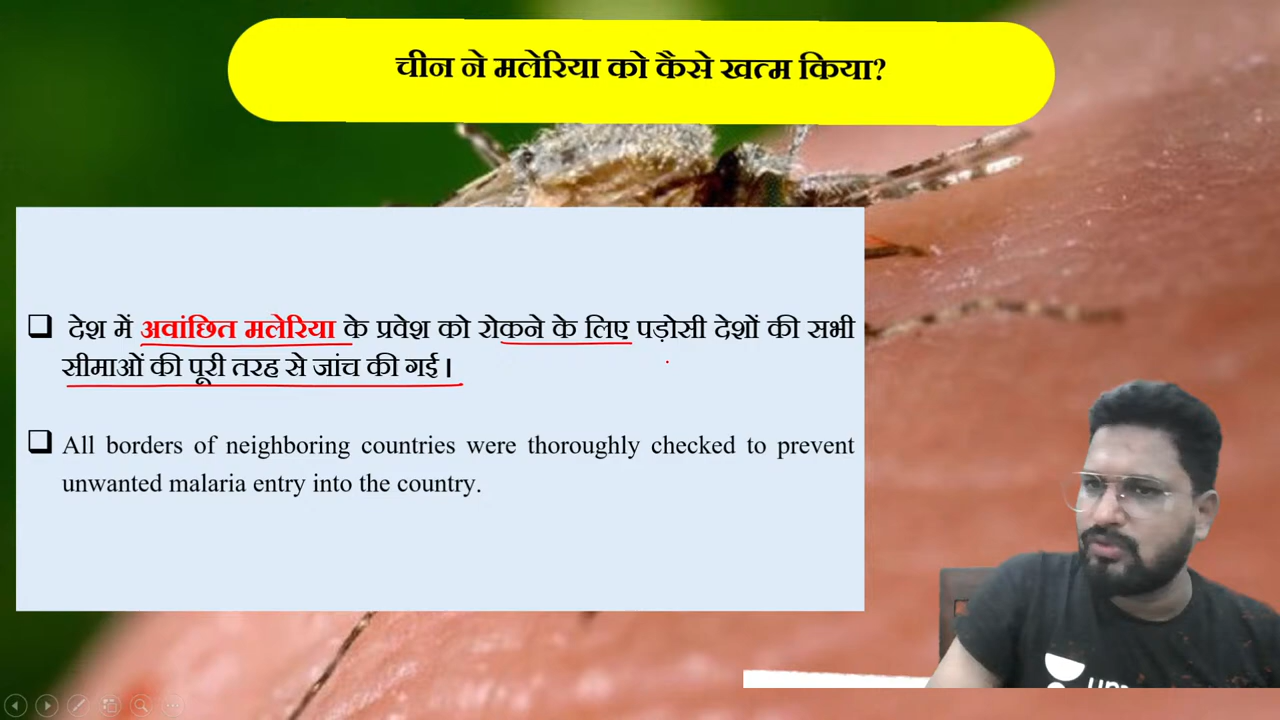 चीन ने मलेरिया को कैसे खत्म किया?
देश में अवांछित मलेरिया के प्रवेश को रोकने के लिए पड़ोसी देशों की सभी
सीमाओं की पूरी तरह से जांच की गई।
All borders of neighboring countries were thoroughly checked to prevent
unwanted malaria entry into the country.